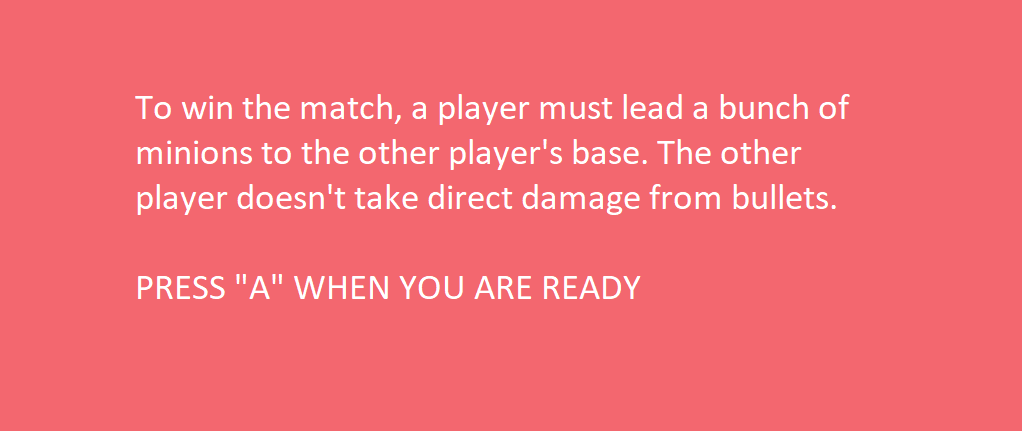 To win the match, a player must lead a bunch of
minions to the other player's base. The other
player doesn't take direct damage from bullets.
PRESS "A" WHEN YOU ARE READY